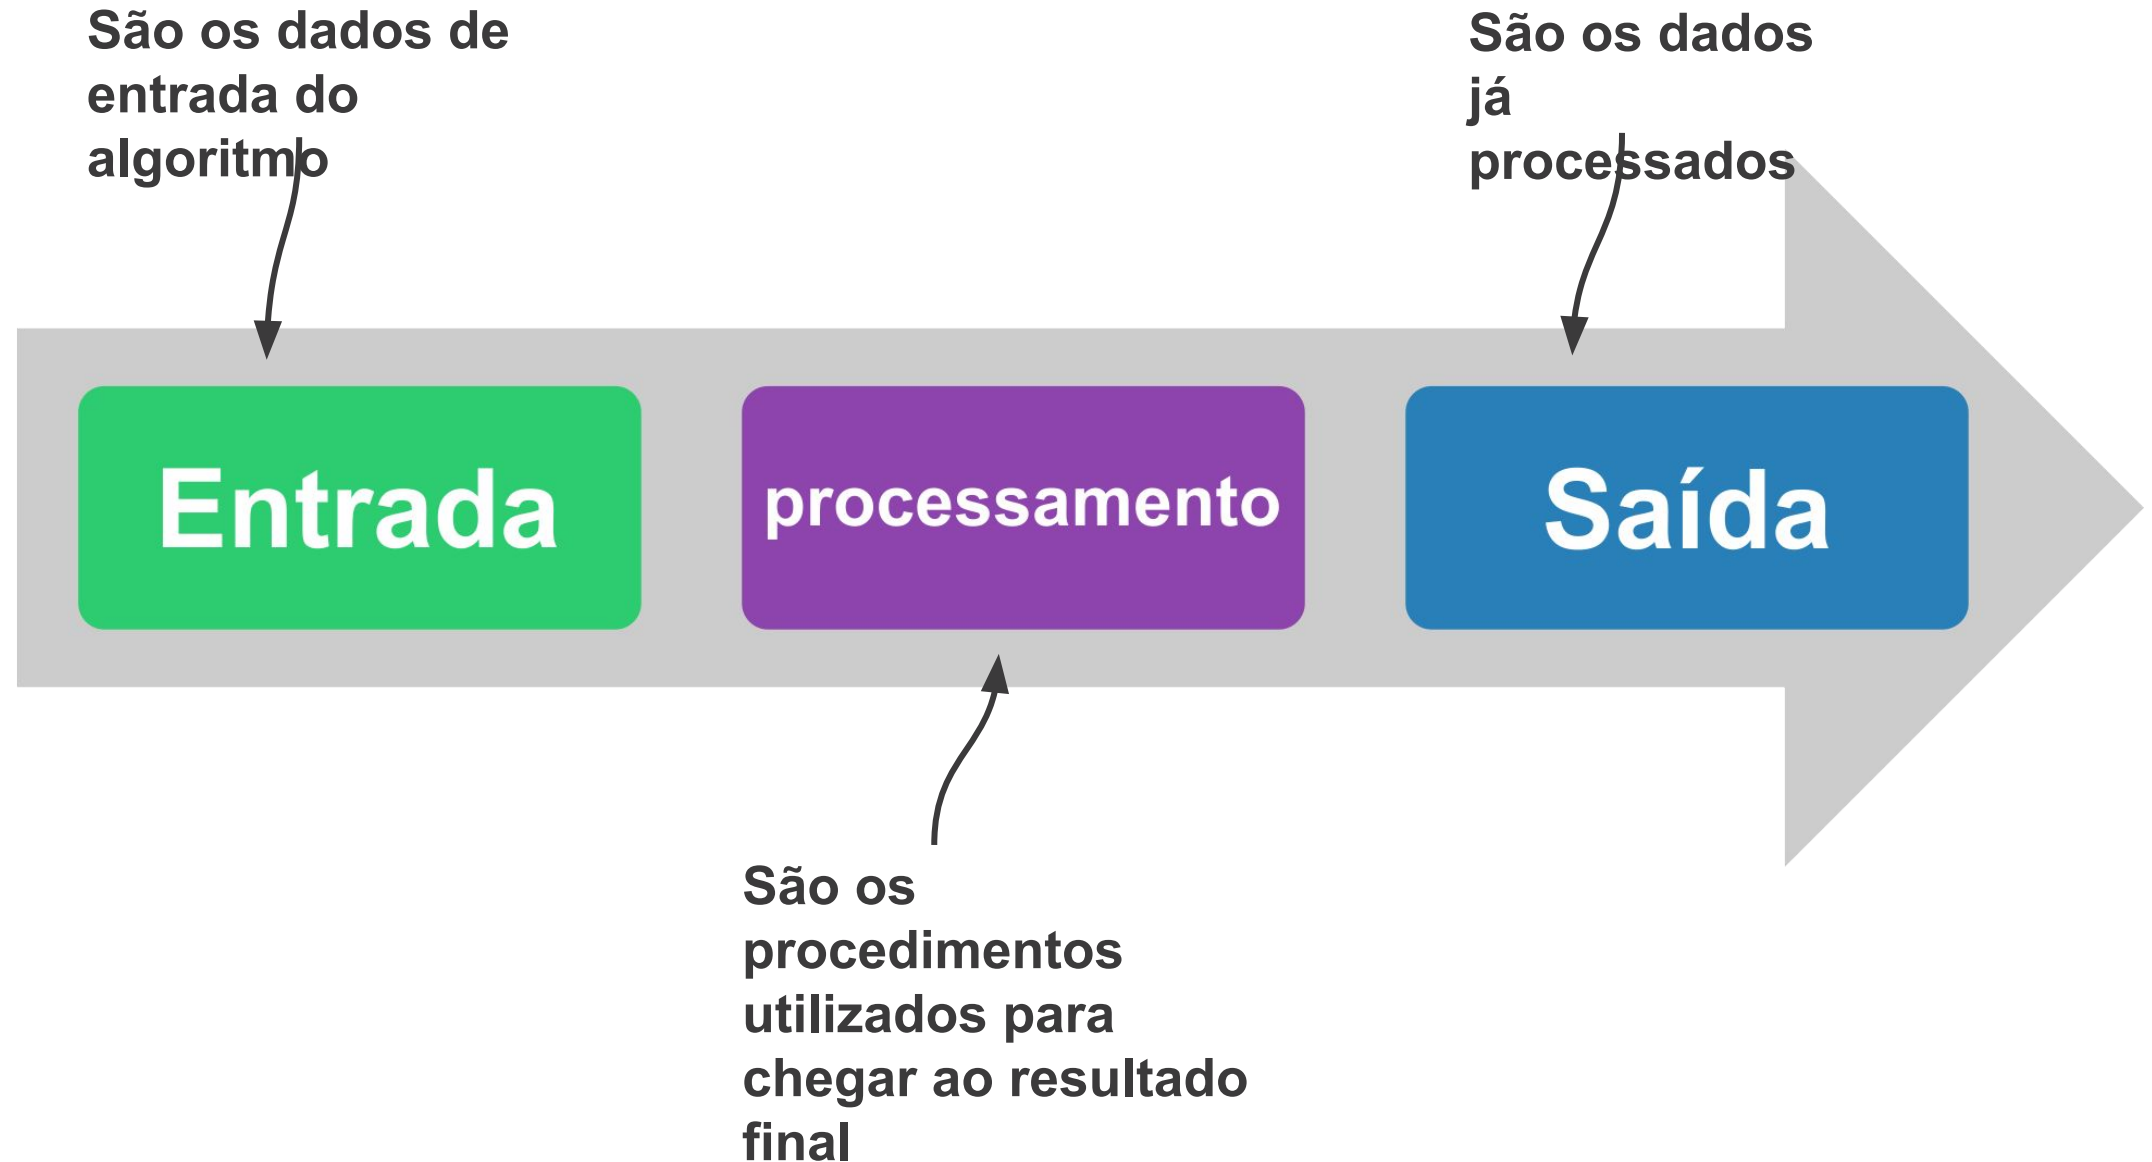 São os dados de
entrada do
algoritmo
São os dados
já
processados
Entrada
processamento
Saída
São os
procedimentos
utilizados para
chegar ao resultado
final